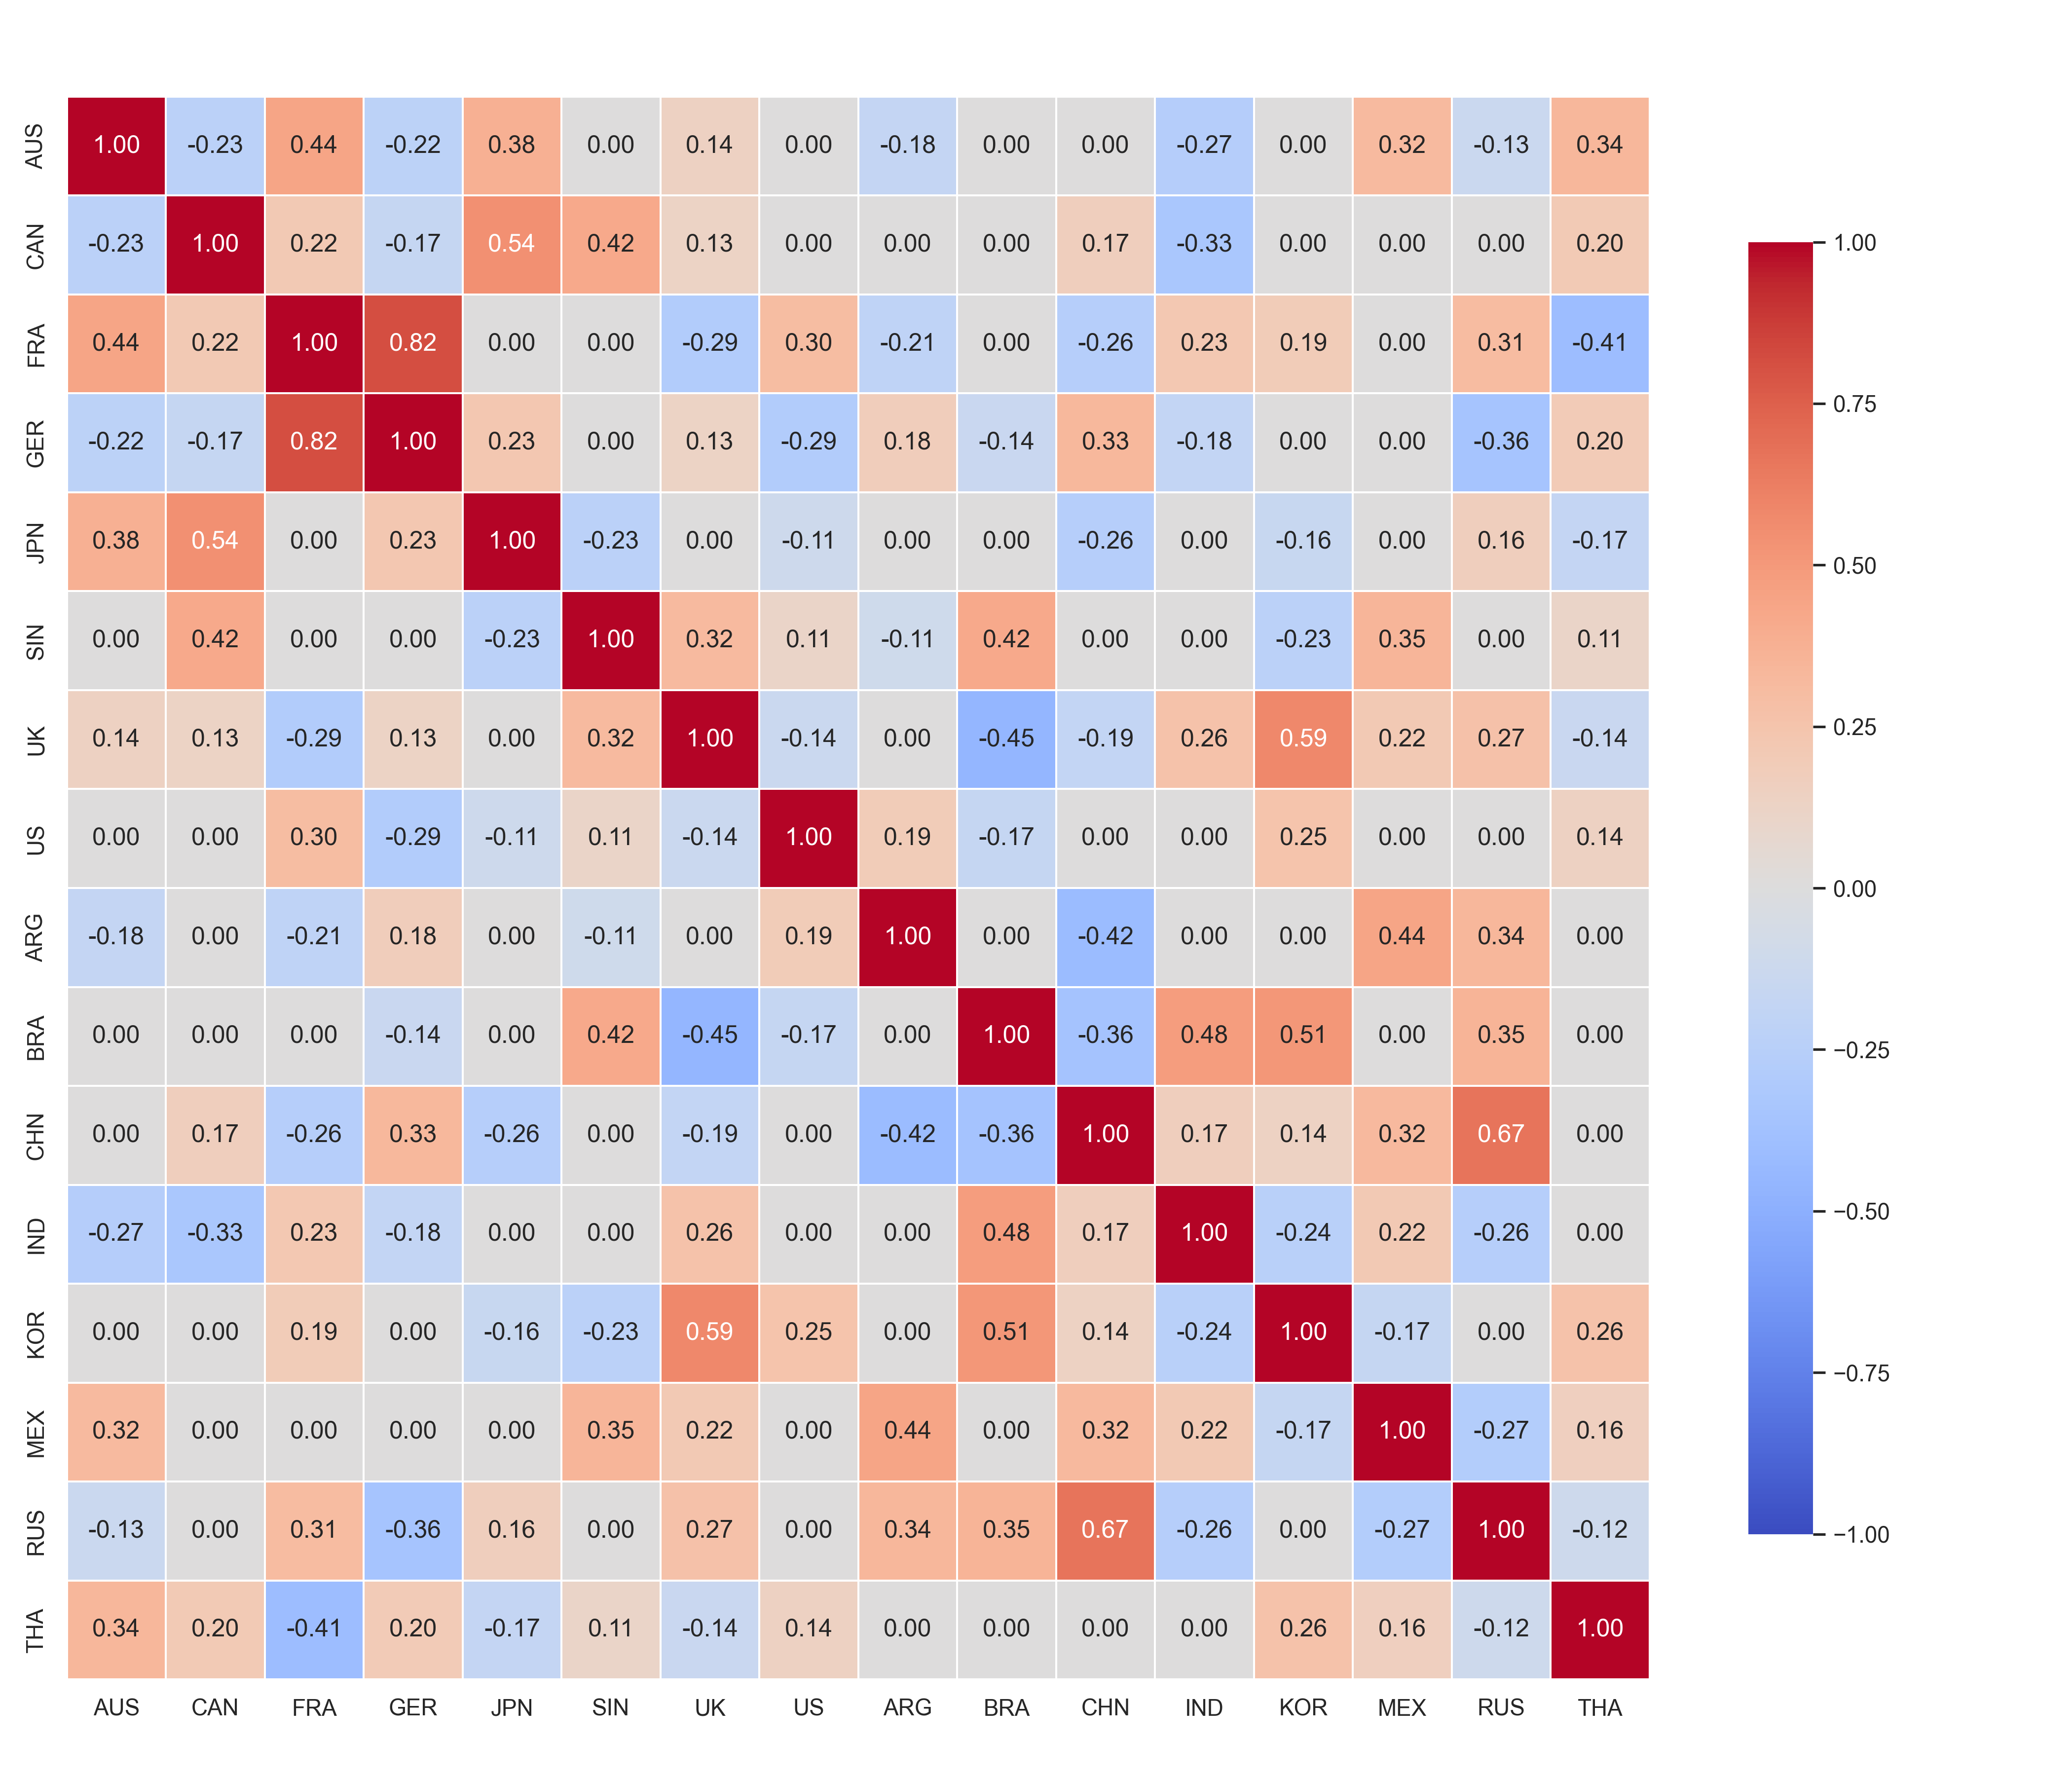 AUS 1.00 -0.23 0.44 -0.22 0.38 0.00 0.14 0.00 -0.18 0.00 0.00 -0.27 0.00 0.32 -0.13 0.34
CAN -0.23 1.00 0.22 -0.17 0.54 0.42 0.13 0.00 0.00 0.00 0.17 -0.33 0.00 0.00 0.00 0.20
FRA 0.44 0.22 1.00 0.82 0.00 0.00 -0.29 0.30 -0.21 0.00 -0.26 0.23 0.19 0.00 0.31 -0.41
GER -0.22 -0.17 0.82 1.00 0.23 0.00 0.13 -0.29 0.18 -0.14 0.33 -0.18 0.00 0.00 -0.36 0.20
JPN 0.38 0.54 0.00 0.23 1.00 -0.23 0.00 -0.11 0.00 0.00 -0.26 0.00 -0.16 0.00 0.16 -0.17
SIN 0.00 0.42 0.00 0.00 -0.23 1.00 0.32 0.11 -0.11 0.42 0.00 0.00 -0.23 0.35 0.00 0.11
UK 0.14 0.13 -0.29 0.13 0.00 0.32 1.00 -0.14 0.00 -0.45 -0.19 0.26 0.59 0.22 0.27 -0.14
US 0.00 0.00 0.30 -0.29 -0.11 0.11 -0.14 1.00 0.19 -0.17 0.00 0.00 0.25 0.00 0.00 0.14
ARG -0.18 0.00 -0.21 0.18 0.00 -0.11 0.00 0.19 1.00 0.00 -0.42 0.00 0.00 0.44 0.34 0.00
BRA 0.00 0.00 0.00 -0.14 0.00 0.42 -0.45 -0.17 0.00 1.00 -0.36 0.48 0.51 0.00 0.35 0.00
CHN 0.00 0.17 -0.26 0.33 -0.26 0.00 -0.19 0.00 -0.42 -0.36 1.00 0.17 0.14 0.32 0.67 0.00
IND -0.27 -0.33 0.23 -0.18 0.00 0.00 0.26 0.00 0.00 0.48 0.17 1.00 -0.24 0.22 -0.26 0.00
KOR 0.00 0.00 0.19 0.00 -0.16 -0.23 0.59 0.25 0.00 0.51 0.14 -0.24 1.00 -0.17 0.00 0.26
MEX 0.32 0.00 0.00 0.00 0.00 0.35 0.22 0.00 0.44 0.00 0.32 0.22 -0.17 1.00 -0.27 0.16
RUS -0.13 0.00 0.31 -0.36 0.16 0.00 0.27 0.00 0.34 0.35 0.67 -0.26 0.00 -0.27 1.00 -0.12
THA 0.34 0.20 -0.41 0.20 -0.17 0.11 -0.14 0.14 0.00 0.00 0.00 0.00 0.26 0.16 -0.12 1.00
AUS CAN FRA GER JPN SIN UK US ARG BRA CHN IND KOR MEX RUS THA
1.00
0.75
0.50
0.25
0.00
−0.25
−0.50
−0.75
−1.00